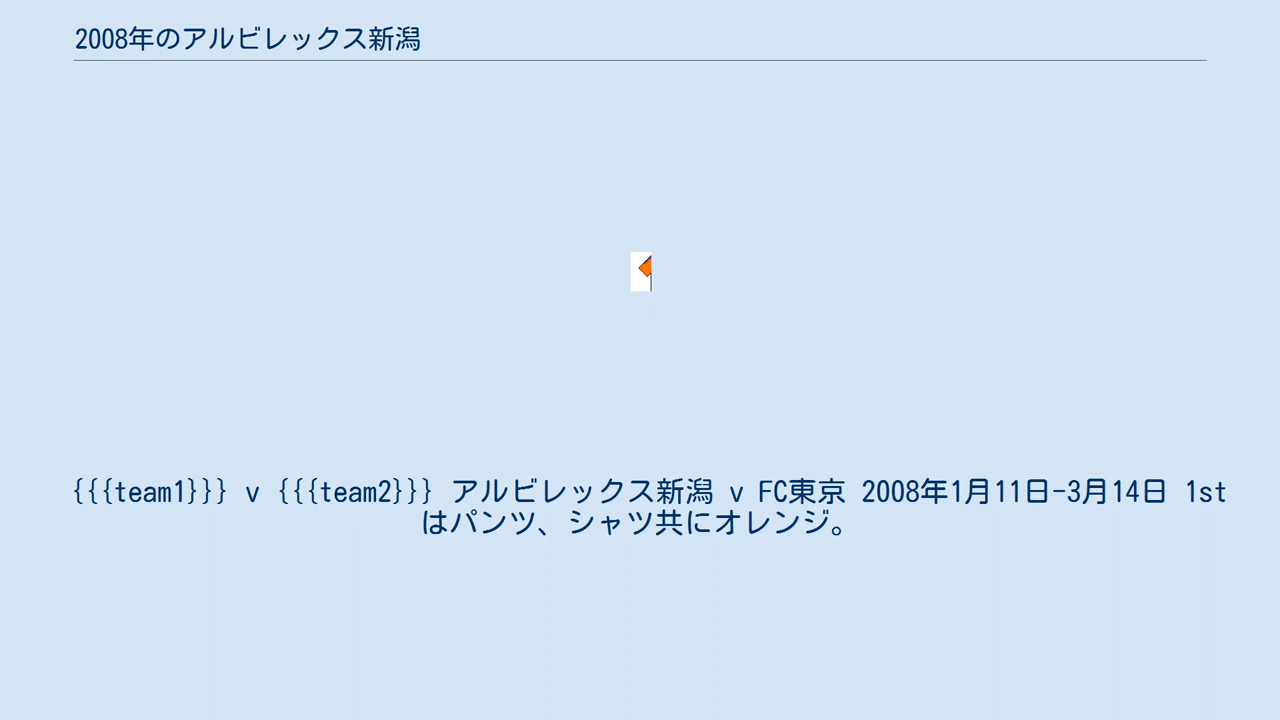 2008年のアルビレックス新潟
{{{team1}}} v {{{team2}}} アルビレックス新潟 v FC東京 2008年1月11日-3月14日 1st
はパンツ、シャツ共にオレンジ。